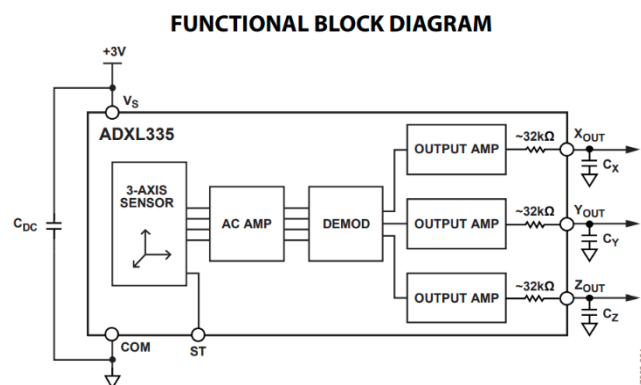 FUNCTIONAL BLOCK DIAGRAM
+3V
VS
ADXL335
3-AXIS
SENSOR
AC AMP
DEMOD
OUTPUT AMP
~32kΩ
XOUT
CX
OUTPUT AMP
~32kΩ
YOUT
CY
OUTPUT AMP
~32kΩ
ZOUT
CZ
CDC
COM
ST